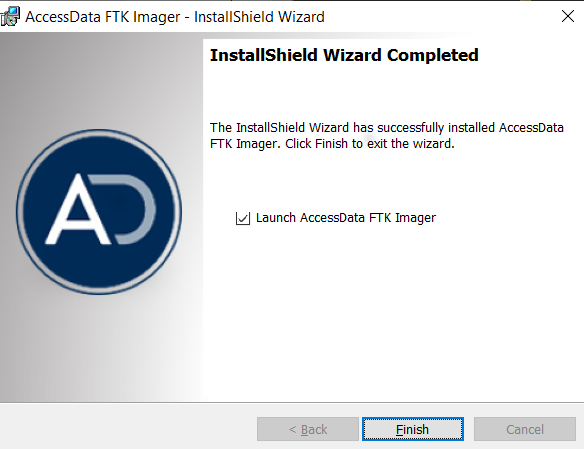 AccessData FTK Imager - InstallShield Wizard
InstallShield Wizard Completed
The InstallShield Wizard has successfully installed AccessData
FTK Imager. Click Finish to exit the wizard.
AD
Launch AccessData FTK Imager
< Back
Finish
Cancel